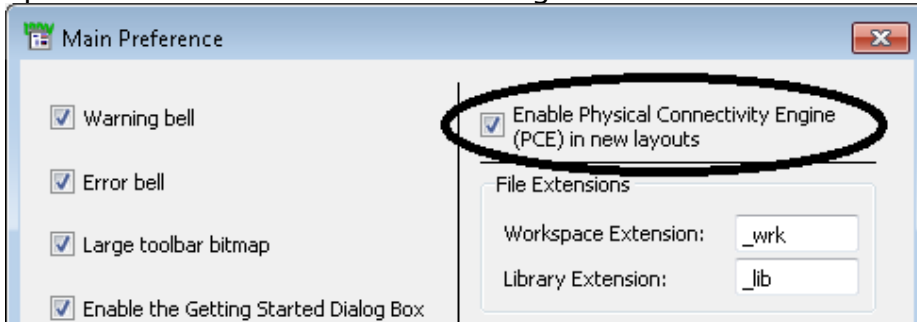 Main Preference
Warning bell
Error bell
Large toolbar bitmap
Enable the Getting Started Dialog Box
Enable Physical Connectivity Engine
(PCE) in new layouts
File Extensions
Workspace Extension: _wrk
Library Extension: _lib